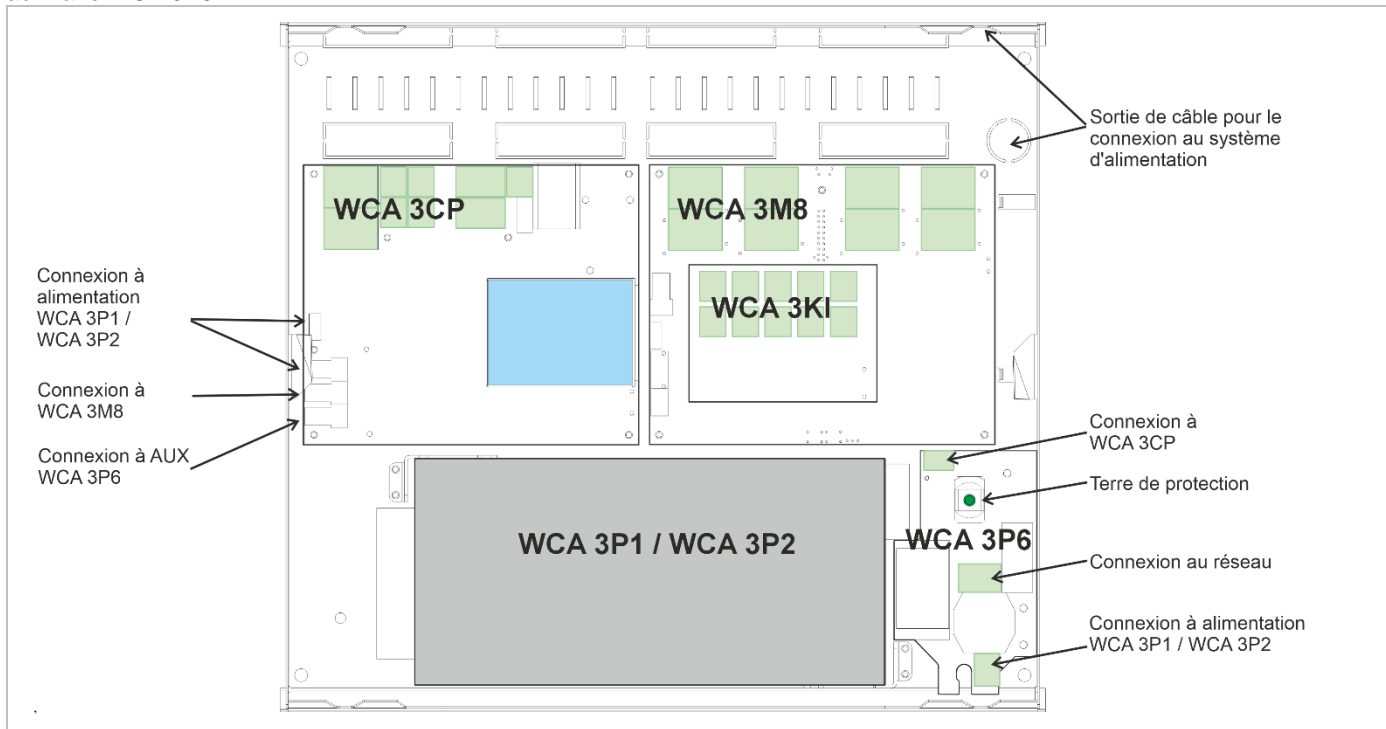 Sortie de câble pour le
connexion au système
d'alimentation
WCA 3CP
WCA 3M8
Connexion à
alimentation
WCA 3P1 /
WCA 3P2
WCA 3KI
Connexion à
WCA 3M8
Connexion à AUX
WCA 3P6
Connexion à
WCA 3CP
Terre de protection
WCA 3P1 / WCA 3P2
WCA 3P6
Connexion au réseau
Connexion à alimentation
WCA 3P1 / WCA 3P2